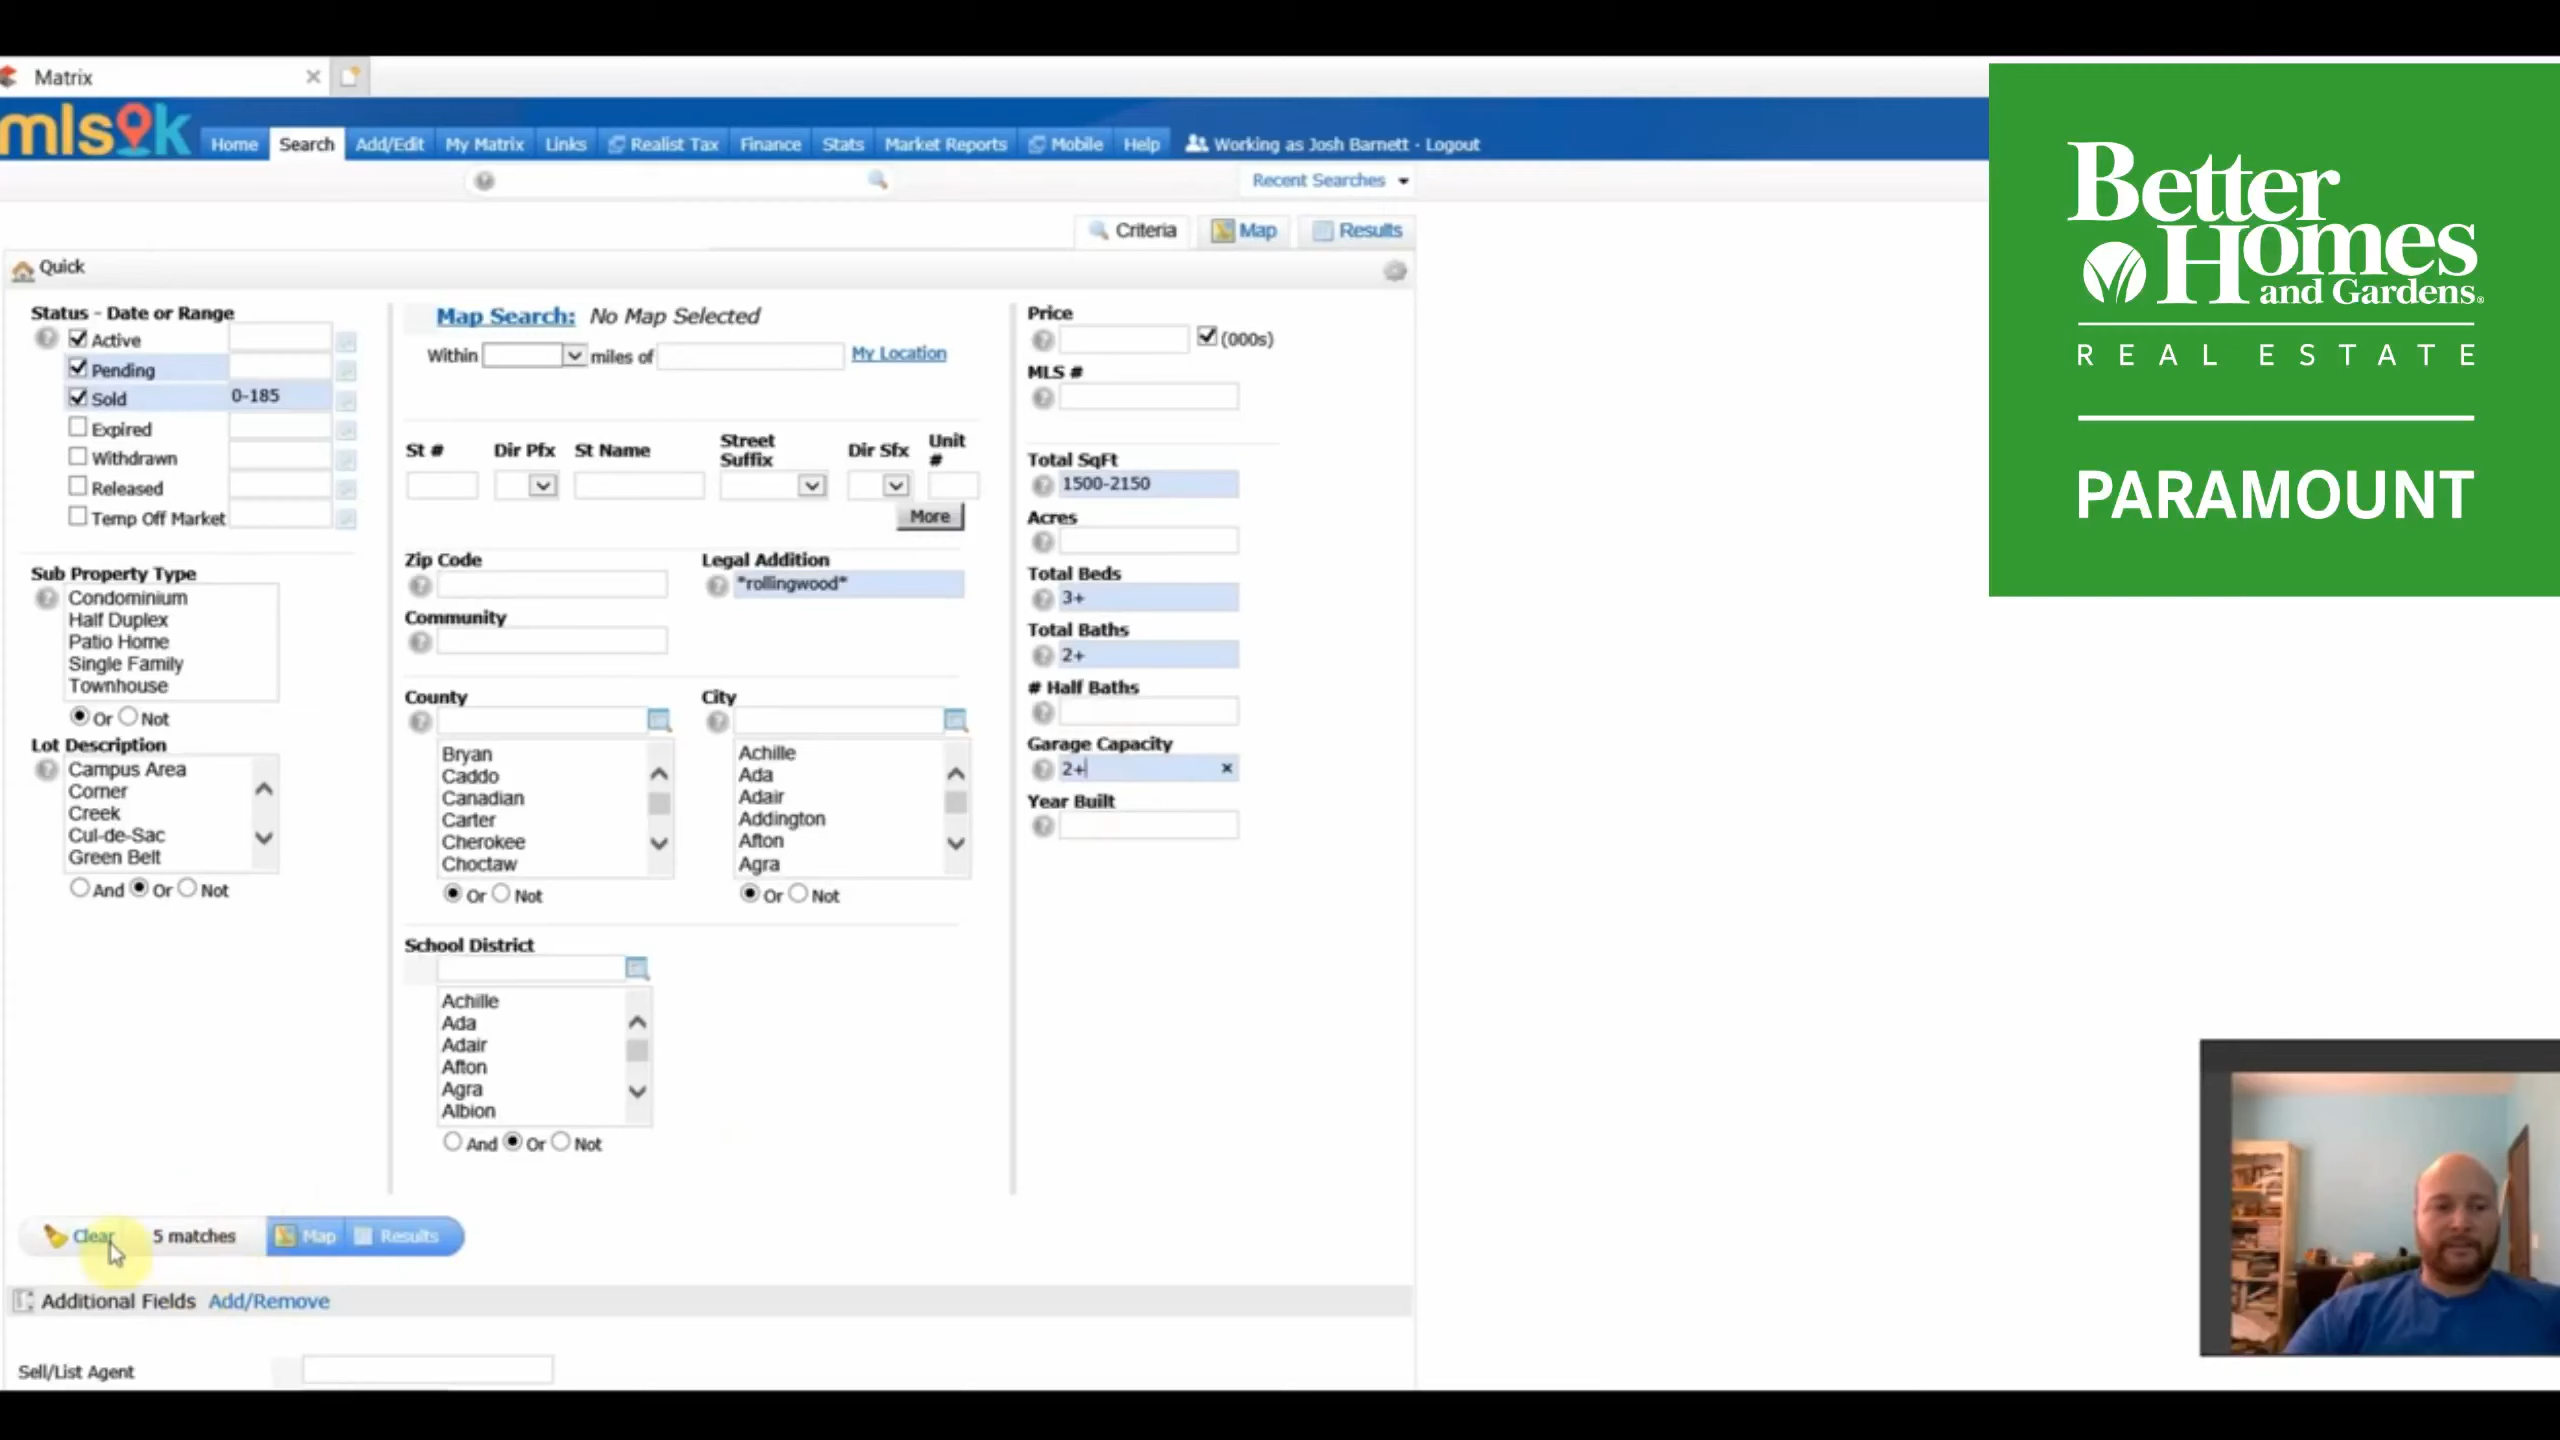 Matrix
mls k
Home Search Add/Edit My Matrix Links Realist Tax Finance Stats Market Reports Mobile Help Working as Josh Barnett - Logout
Recent Searches
Criteria Map Results
Quick
Status - Date or Range
Active
Pending
Sold 0-185
Expired
Withdrawn
Released
Temp Off Market
Sub Property Type
Condominium
Half Duplex
Patio Home
Single Family
Townhouse
Or Not
Lot Description
Campus Area
Corner
Creek
Cul-de-Sac
Green Belt
And Or Not
Map Search: No Map Selected
Within miles of My Location
St # Dir Pfx St Name Street Suffix Dir Sfx Unit #
More
Zip Code
Legal Addition
*rollingwood*
Community
County
Bryan
Caddo
Canadian
Carter
Cherokee
Choctaw
Or Not
City
Achille
Ada
Adair
Addington
Afton
Agra
Or Not
School District
Achille
Ada
Adair
Afton
Agra
Albion
And Or Not
Price
(000s)
MLS #
Total SqFt
1500-2150
Acres
Total Beds
3+
Total Baths
2+
# Half Baths
Garage Capacity
2+
Year Built
Clear 5 matches Map Results
Additional Fields Add/Remove
Sell/List Agent
Better
Homes
and Gardens®
REAL ESTATE
PARAMOUNT